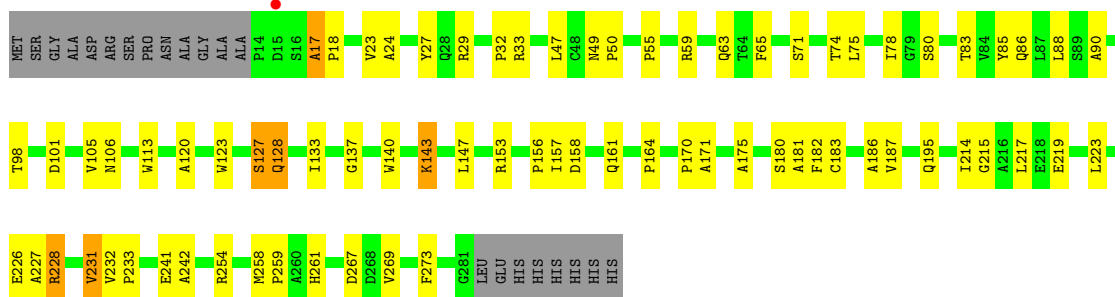 MET SER GLY ALA ASP ARG SER PRO ASN ALA GLY ALA ALA P14 D15 S16 A17 P18 V23 A24 Y27 Q28 R29 P32 R33 L47 C48 N49 P50 P55 R59 Q63 T64 F65 S71 T74 L75 I78 G79 S80 T83 V84 Y85 Q86 L87 L88 S89 A90
T98 D101 V105 N106 W113 A120 W123 S127 Q128 I133 G137 W140 K143 L147 R153 P156 I157 D158 Q161 P164 P170 A171 A175 S180 A181 F182 C183 A186 V187 Q195 I214 G215 A216 L217 E218 E219 L223
E226 A227 R228 V231 V232 P233 E241 A242 R254 M258 P259 A260 H261 D267 D268 V269 F273 G281 LEU GLU HIS HIS HIS HIS HIS HIS